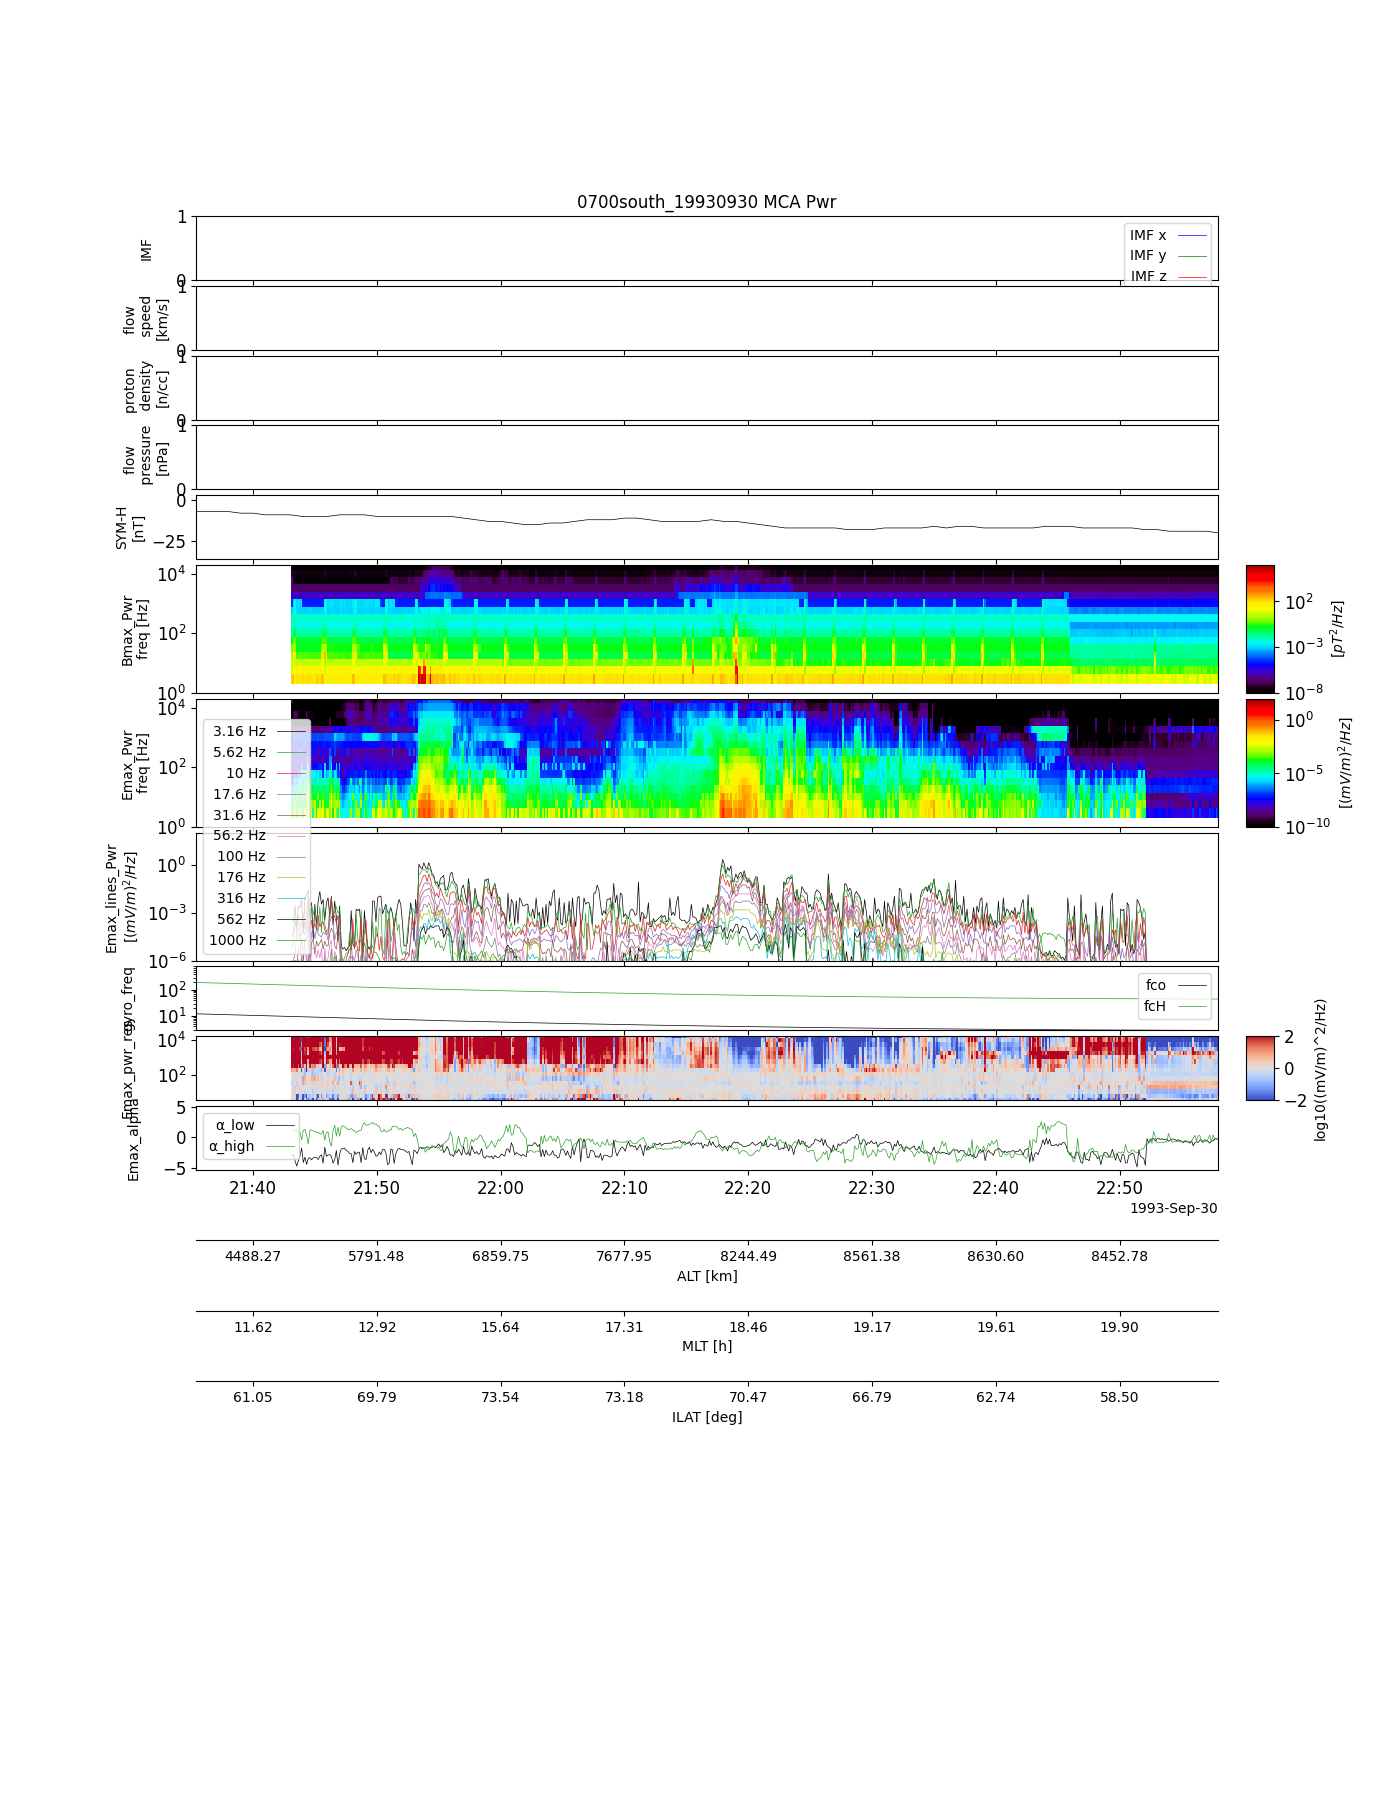 0700south_19930930 MCA Pwr
1
0
IMF
IMF x
IMF y
IMF z
1
0
flow
speed
[km/s]
1
0
proton
density
[n/cc]
1
0
flow
pressure
[nPa]
0
−25
SYM-H
[nT]
10^4
10^2
10^0
Bmax_Pwr
freq [Hz]
10^2
10^−3
10^−8
[pT^2/Hz]
10^4
10^2
10^0
Emax_Pwr
freq [Hz]
10^0
10^−5
10^−10
[(mV/m)^2/Hz]
3.16 Hz
5.62 Hz
10 Hz
17.6 Hz
31.6 Hz
56.2 Hz
100 Hz
176 Hz
316 Hz
562 Hz
1000 Hz
10^0
10^−3
10^−6
Emax_lines_Pwr
[(mV/m)^2/Hz]
10^2
10^1
gyro_freq
fco
fcH
10^4
10^2
Emax_pwr_reg
2
0
−2
log10((mV/m)^2/Hz)
5
0
−5
Emax_alpha
α_low
α_high
21:40 21:50 22:00 22:10 22:20 22:30 22:40 22:50
1993-Sep-30
4488.27 5791.48 6859.75 7677.95 8244.49 8561.38 8630.60 8452.78
ALT [km]
11.62 12.92 15.64 17.31 18.46 19.17 19.61 19.90
MLT [h]
61.05 69.79 73.54 73.18 70.47 66.79 62.74 58.50
ILAT [deg]